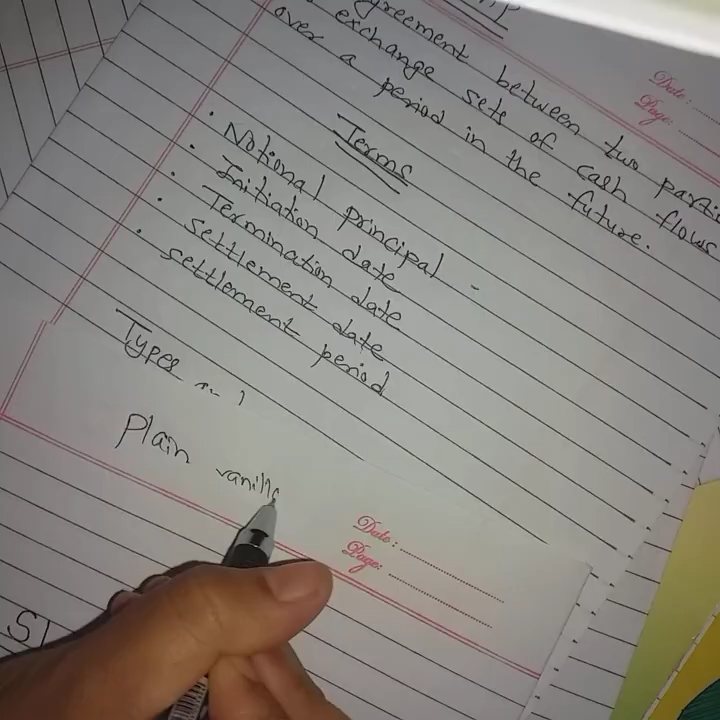 greement between two parti
exchange sets of cash flows
over a period in the future.
Date:
Page:
Terms
• Notional principal -
• Initiation date
• Termination date
• settlement date
• settlement period
Types
Plain vanilla
Date:
Page: